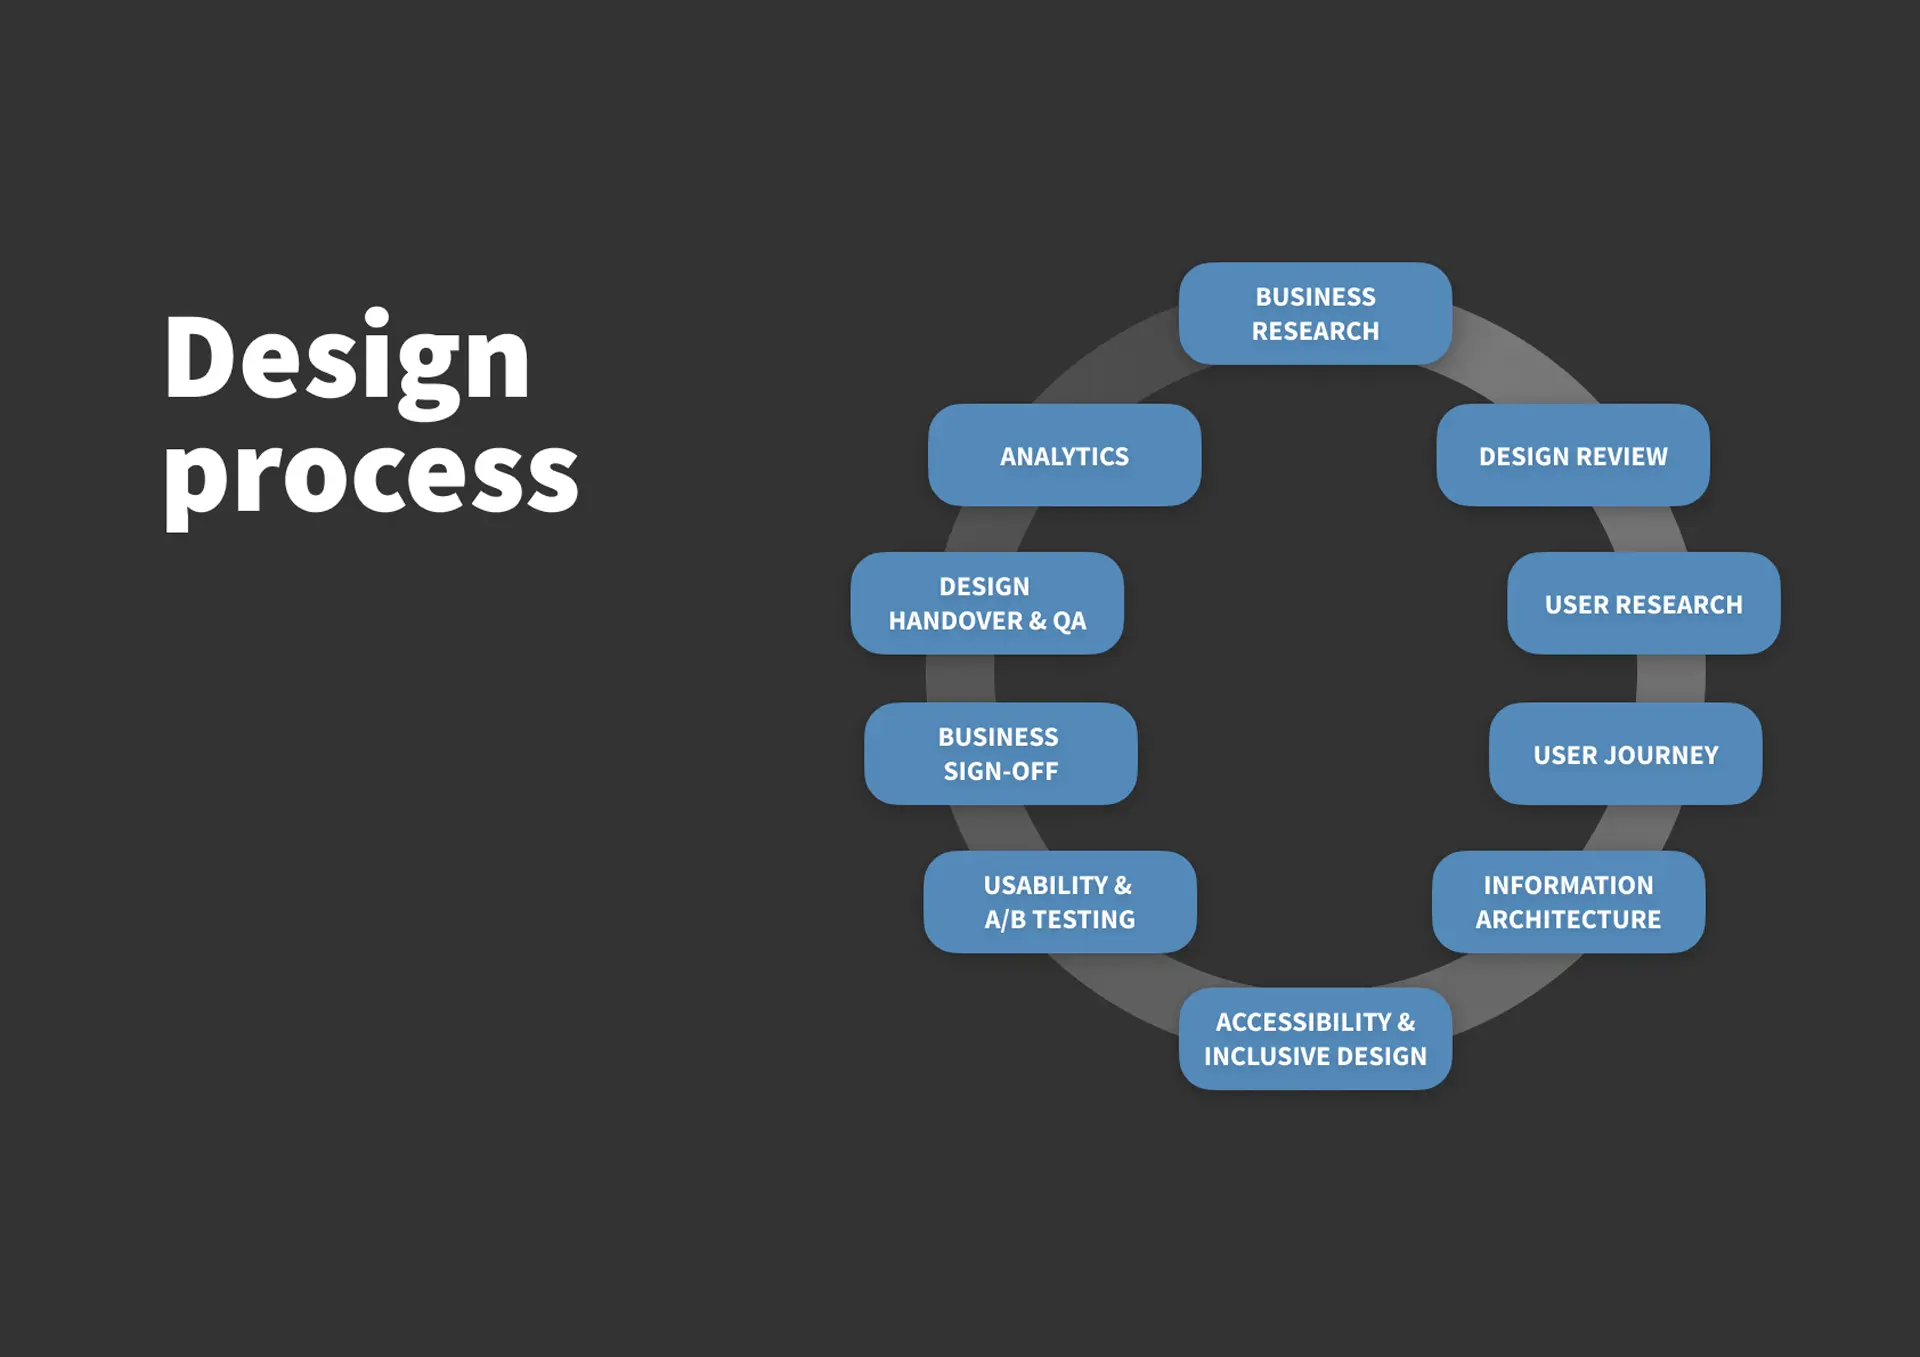 Design
process
BUSINESS
RESEARCH
DESIGN REVIEW
USER RESEARCH
USER JOURNEY
INFORMATION
ARCHITECTURE
ACCESSIBILITY &
INCLUSIVE DESIGN
USABILITY &
A/B TESTING
BUSINESS
SIGN-OFF
DESIGN
HANDOVER & QA
ANALYTICS